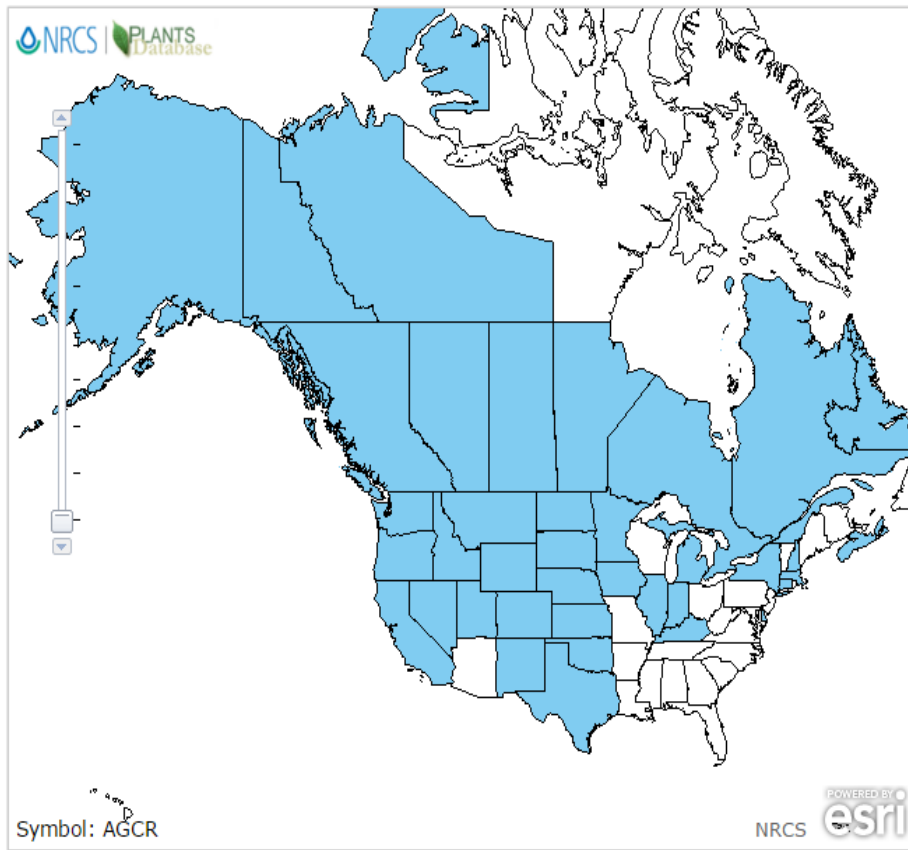 NRCS | PLANTS
Database
Symbol: AGCR
NRCS
POWERED BY
esri